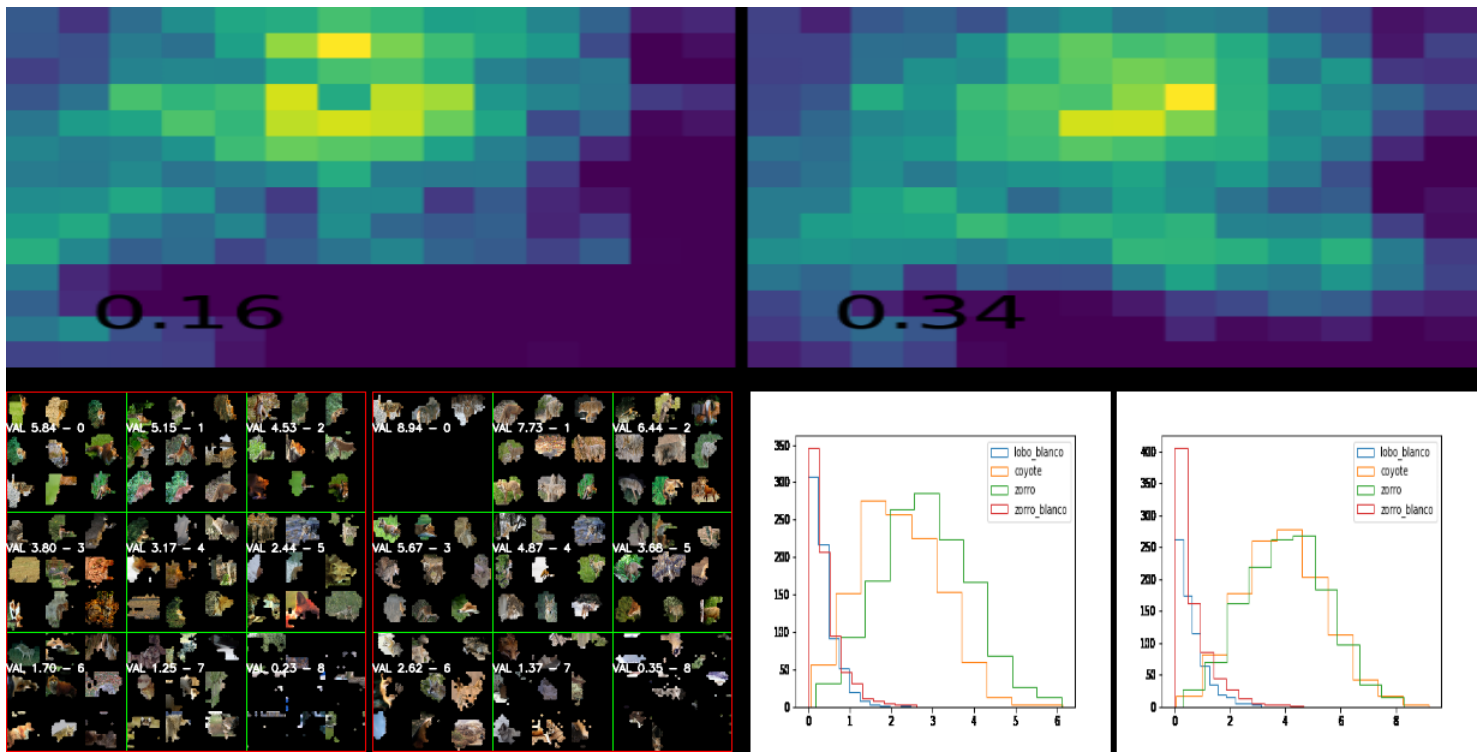 0.16
0.34
VAL 5.84 - 0
VAL 5.15 - 1
VAL 4.53 - 2
VAL 8.94 - 0
VAL 7.73 - 1
VAL 6.44 - 2
VAL 3.80 - 3
VAL 3.17 - 4
VAL 2.44 - 5
VAL 5.67 - 3
VAL 4.87 - 4
VAL 3.68 - 5
VAL 1.70 - 6
VAL 1.25 - 7
VAL 0.23 - 8
VAL 2.62 - 6
VAL 1.37 - 7
VAL 0.35 - 8
350
300
250
200
150
100
50
0
0 1 2 3 4 5 6
lobo_blanco
coyote
zorro
zorro_blanco
400
350
300
250
200
150
100
50
0
0 2 4 6 8
lobo_blanco
coyote
zorro
zorro_blanco